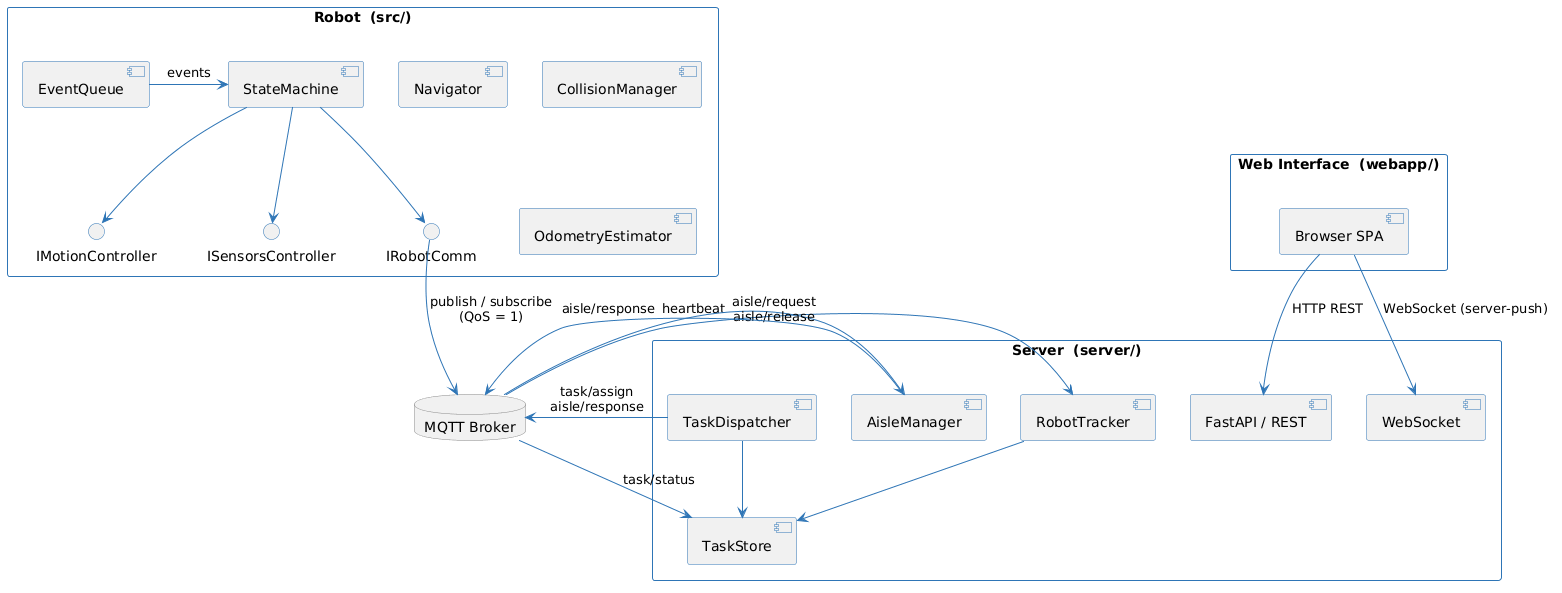 Robot  (src/)
EventQueue
events
StateMachine
Navigator
CollisionManager
IMotionController
ISensorsController
IRobotComm
OdometryEstimator
Web Interface  (webapp/)
Browser SPA
publish / subscribe
(QoS = 1)
aisle/response
heartbeat
aisle/request
aisle/release
HTTP REST
WebSocket (server-push)
Server  (server/)
task/assign
aisle/response
MQTT Broker
TaskDispatcher
AisleManager
RobotTracker
FastAPI / REST
WebSocket
task/status
TaskStore